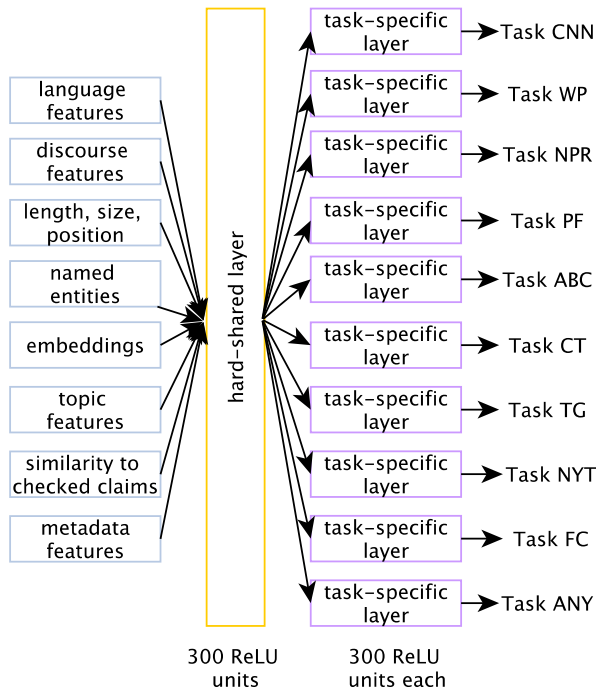 language
features
discourse
features
length, size,
position
named
entities
embeddings
topic
features
similarity to
checked claims
metadata
features
hard-shared layer
300 ReLU
units
task-specific
layer
task-specific
layer
task-specific
layer
task-specific
layer
task-specific
layer
task-specific
layer
task-specific
layer
task-specific
layer
task-specific
layer
task-specific
layer
300 ReLU
units each
Task CNN
Task WP
Task NPR
Task PF
Task ABC
Task CT
Task TG
Task NYT
Task FC
Task ANY